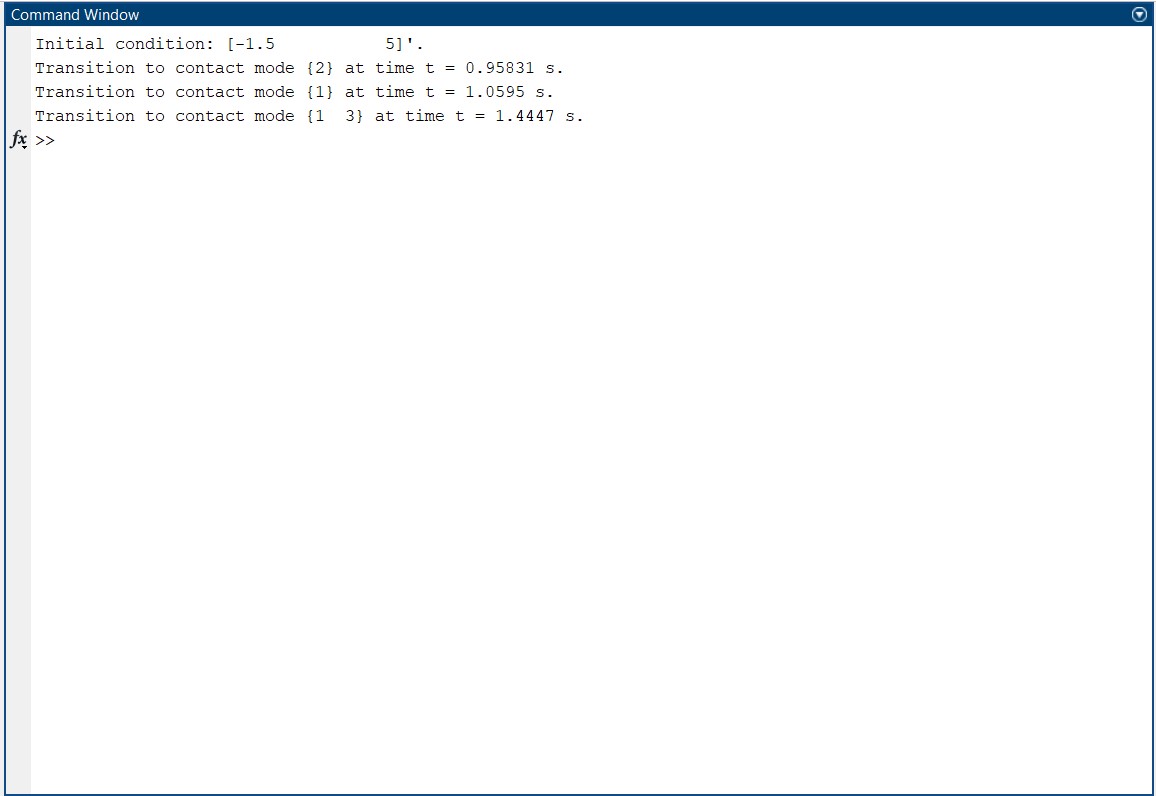 Command Window
Initial condition: [-1.5           5]'.
Transition to contact mode {2} at time t = 0.95831 s.
Transition to contact mode {1} at time t = 1.0595 s.
Transition to contact mode {1  3} at time t = 1.4447 s.
fx >>